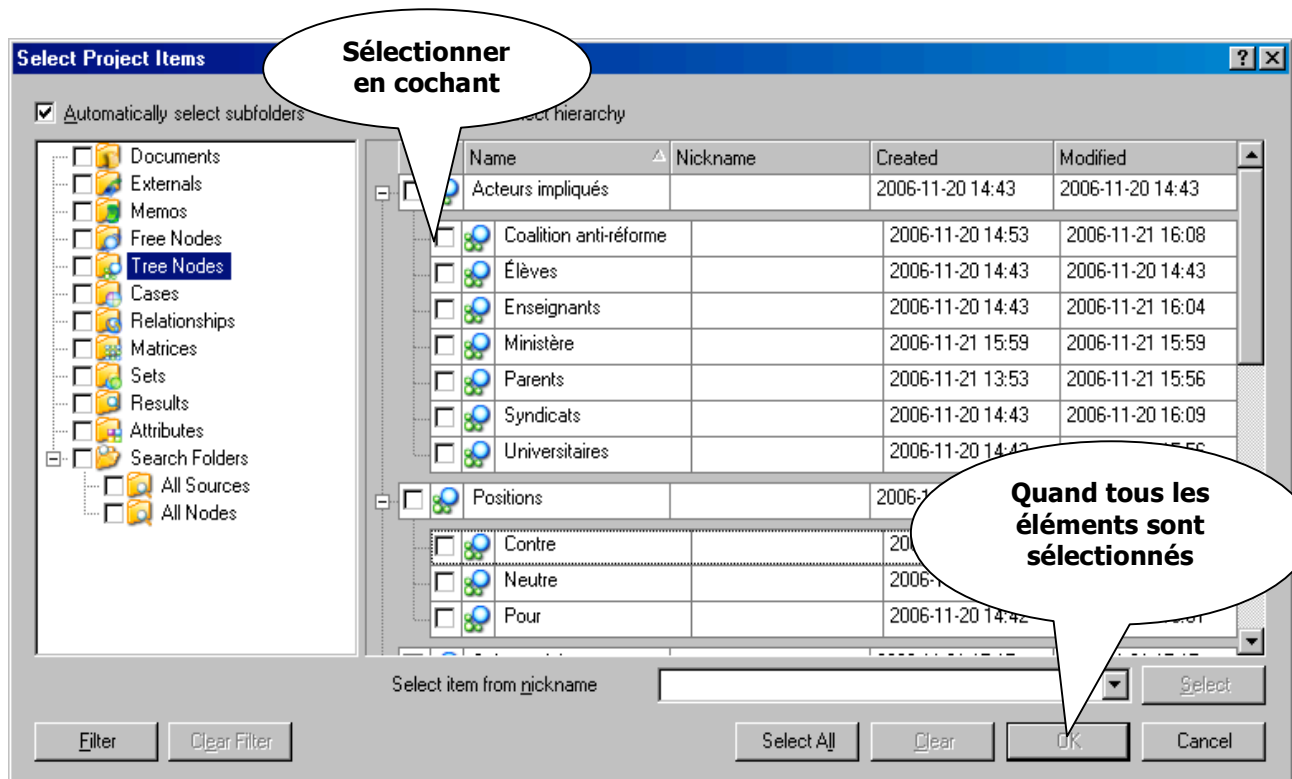 Select Project Items
Sélectionner
en cochant
Automatically select subfolders
hierarchy
Documents
Externals
Memos
Free Nodes
Tree Nodes
Cases
Relationships
Matrices
Sets
Results
Attributes
Search Folders
All Sources
All Nodes
Name Nickname Created Modified
Acteurs impliqués 2006-11-20 14:43 2006-11-20 14:43
Coalition anti-réforme 2006-11-20 14:53 2006-11-21 16:08
Élèves 2006-11-20 14:43 2006-11-20 14:43
Enseignants 2006-11-20 14:43 2006-11-21 16:04
Ministère 2006-11-21 15:59 2006-11-21 15:59
Parents 2006-11-21 13:53 2006-11-21 15:56
Syndicats 2006-11-20 14:43 2006-11-20 16:09
Universitaires 2006-11-20 14:43
Positions
Contre
Neutre
Pour 2006-11-20 14:42
Quand tous les
éléments sont
sélectionnés
Select item from nickname Select
Filter Clear Filter Select All Clear OK Cancel